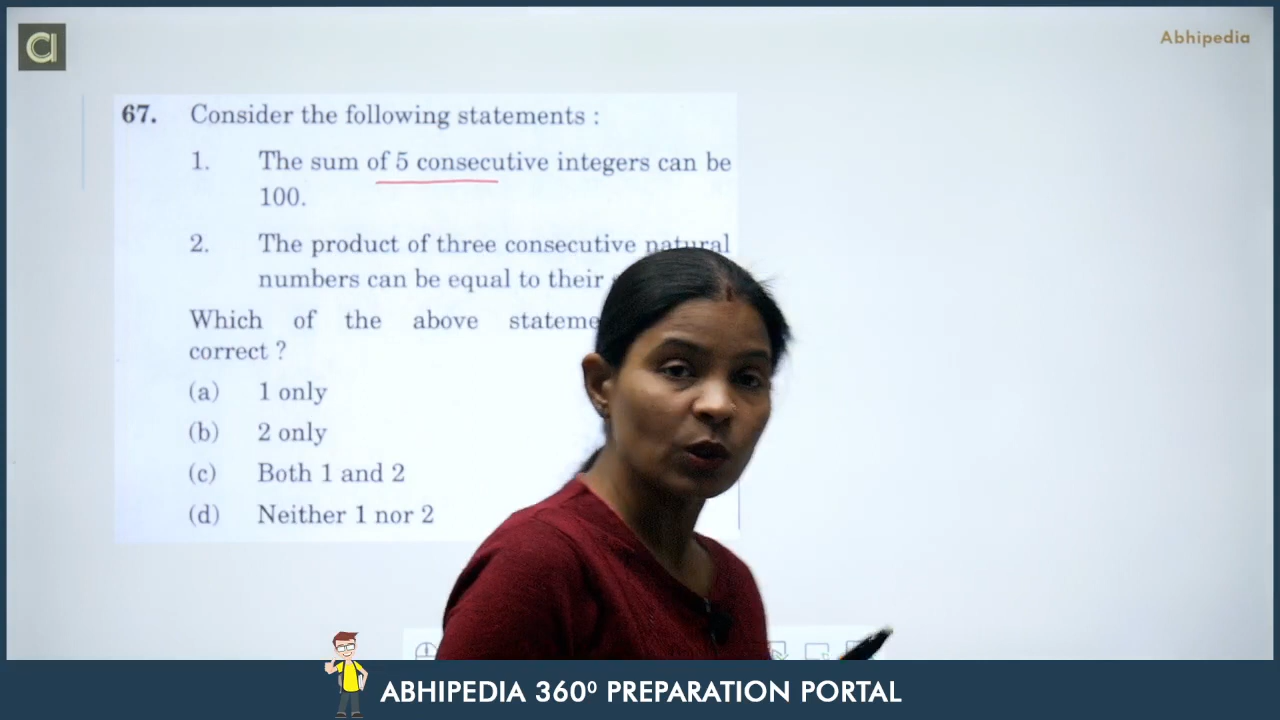 Abhipedia
67. Consider the following statements :
1. The sum of 5 consecutive integers can be
100.
2. The product of three consecutive natural
numbers can be equal to their
Which of the above
correct ?
(a) 1 only
(b) 2 only
(c) Both 1 and 2
(d) Neither 1 nor 2
ABHIPEDIA 360⁰ PREPARATION PORTAL